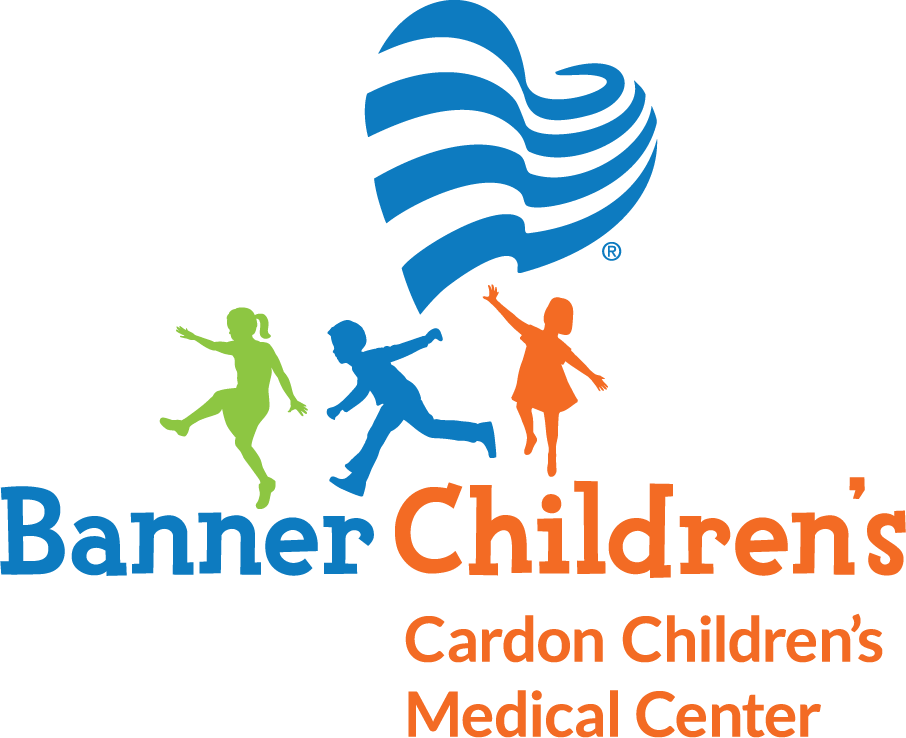 ®
Banner Children's
Cardon Children's
Medical Center